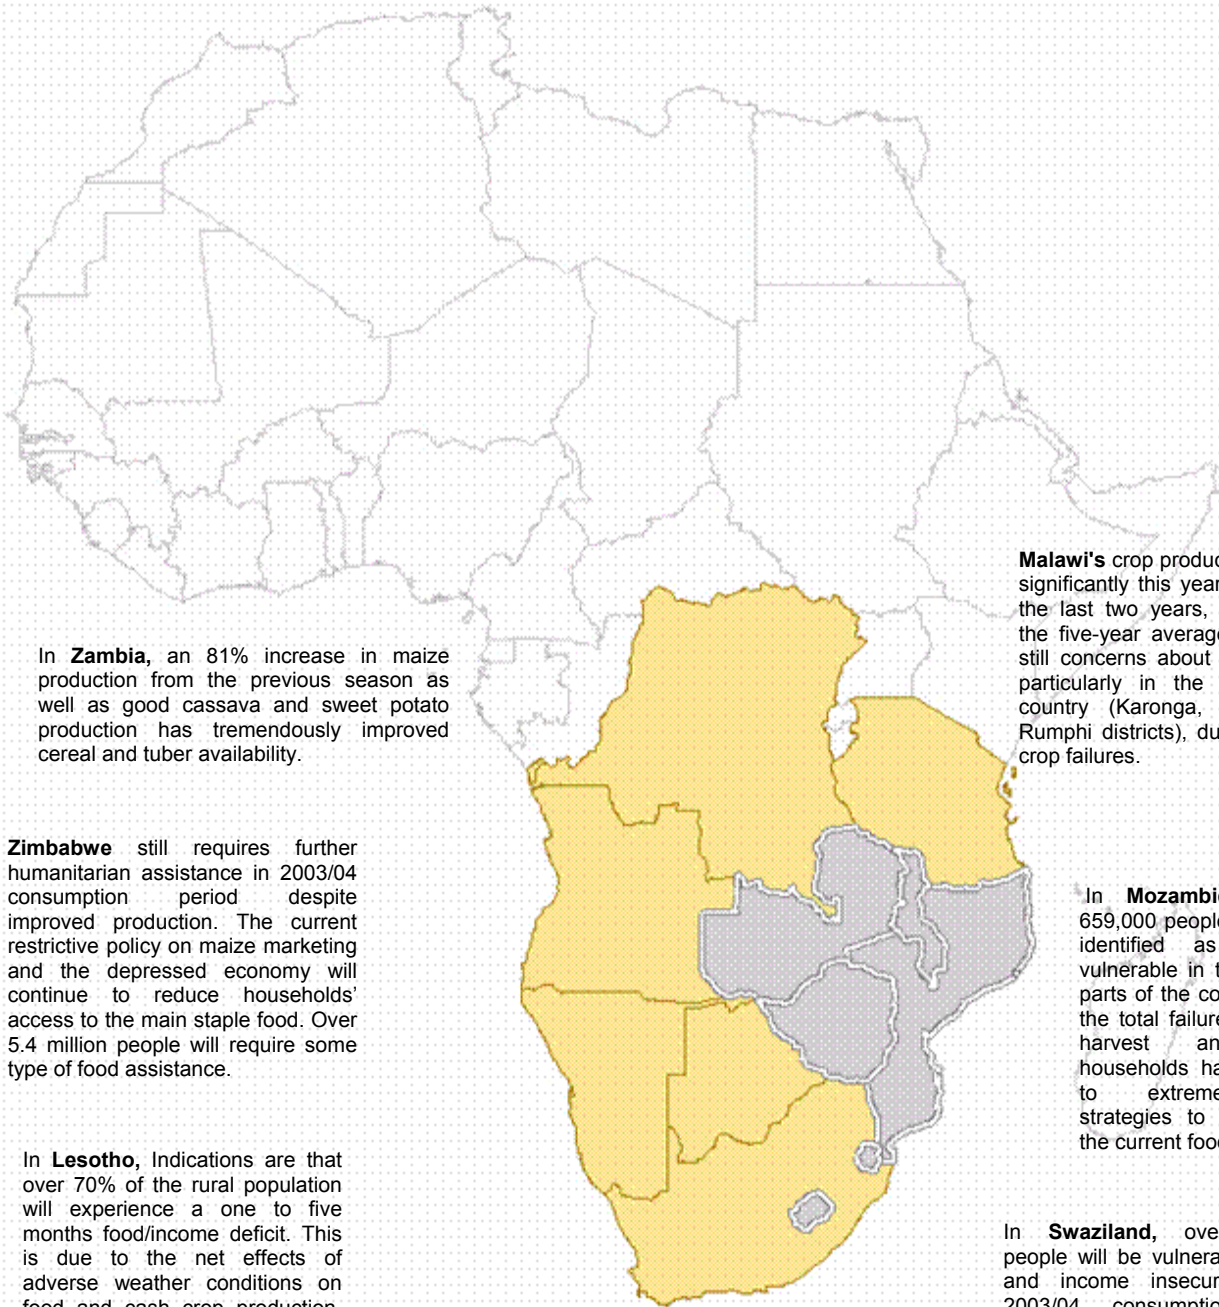 In Zambia, an 81% increase in maize
production from the previous season as
well as good cassava and sweet potato
production has tremendously improved
cereal and tuber availability.
Zimbabwe still requires further
humanitarian assistance in 2003/04
consumption period despite
improved production. The current
restrictive policy on maize marketing
and the depressed economy will
continue to reduce households'
access to the main staple food. Over
5.4 million people will require some
type of food assistance.
In Lesotho, Indications are that
over 70% of the rural population
will experience a one to five
months food/income deficit. This
is due to the net effects of
adverse weather conditions on
food and cash crop production.
Malawi's crop produc
significantly this year
the last two years,
the five-year average
still concerns about
particularly in the
country (Karonga,
Rumphi districts), du
crop failures.
In Mozambi
659,000 people
identified as
vulnerable in t
parts of the co
the total failure
harvest an
households ha
to extreme
strategies to
the current foo
In Swaziland, ove
people will be vulnera
and income insecur
2003/04 consumptio